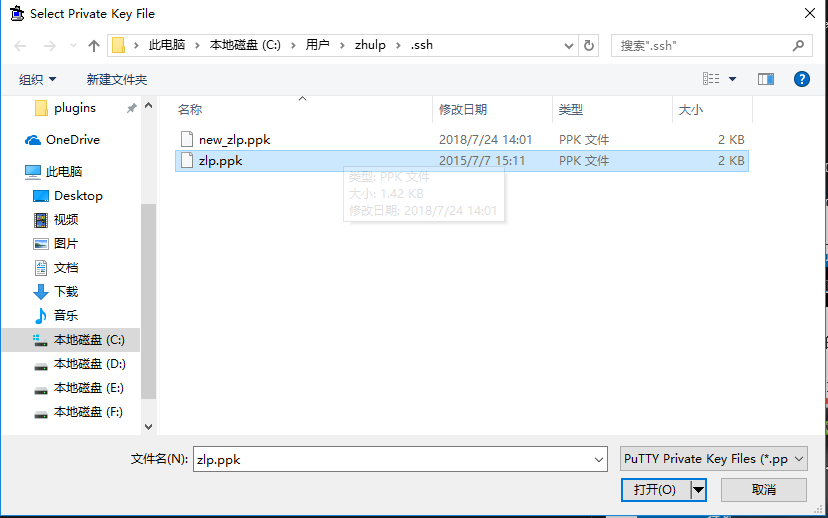 Select Private Key File
此电脑 › 本地磁盘 (C:) › 用户 › zhulp › .ssh
搜索".ssh"
组织
新建文件夹
plugins
OneDrive
此电脑
Desktop
视频
图片
文档
下载
音乐
本地磁盘 (C:)
本地磁盘 (D:)
本地磁盘 (E:)
本地磁盘 (F:)
名称 修改日期 类型 大小
new_zlp.ppk 2018/7/24 14:01 PPK 文件 2 KB
zlp.ppk 2015/7/7 15:11 PPK 文件 2 KB
类型: PPK 文件
大小: 1.42 KB
修改日期: 2018/7/24 14:01
文件名(N): zlp.ppk
PuTTY Private Key Files (*.pp
打开(O)
取消